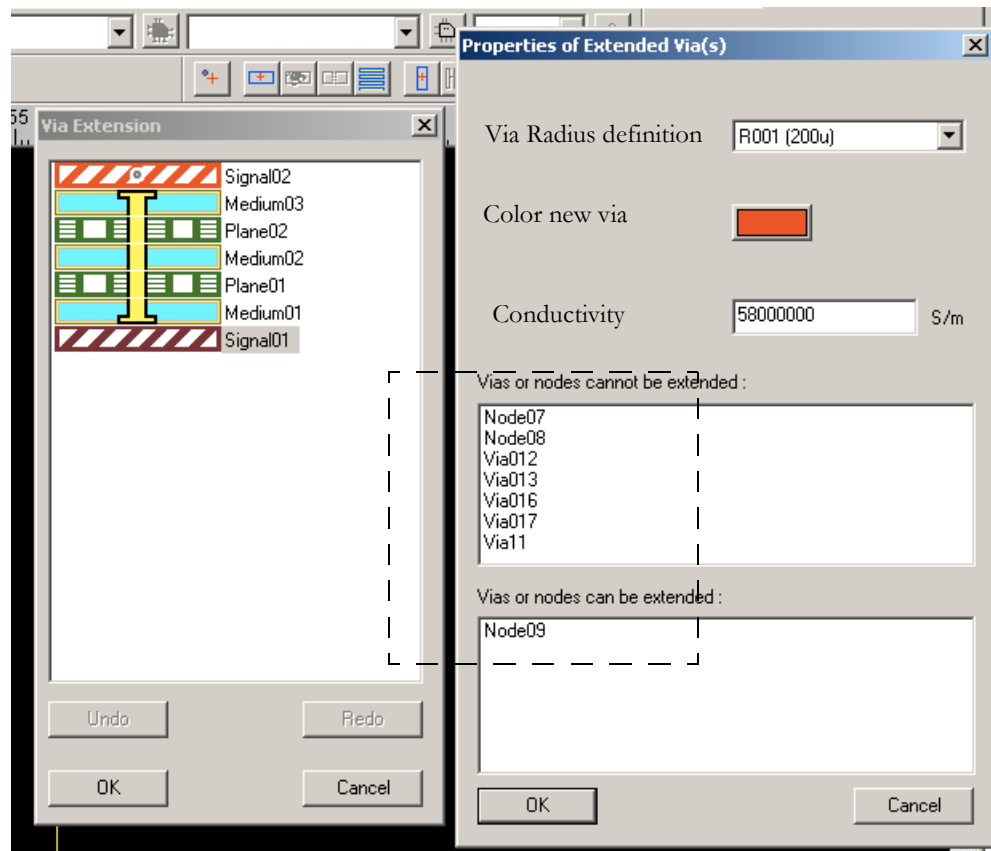 55
Via Extension
Signal02
Medium03
Plane02
Medium02
Plane01
Medium01
Signal01
Undo
Redo
OK
Cancel
Properties of Extended Via(s)
Via Radius definition
R001 (200u)
Color new via
Conductivity
58000000
S/m
Vias or nodes cannot be extended :
Node07
Node08
Via012
Via013
Via016
Via017
Via11
Vias or nodes can be extended :
Node09
OK
Cancel